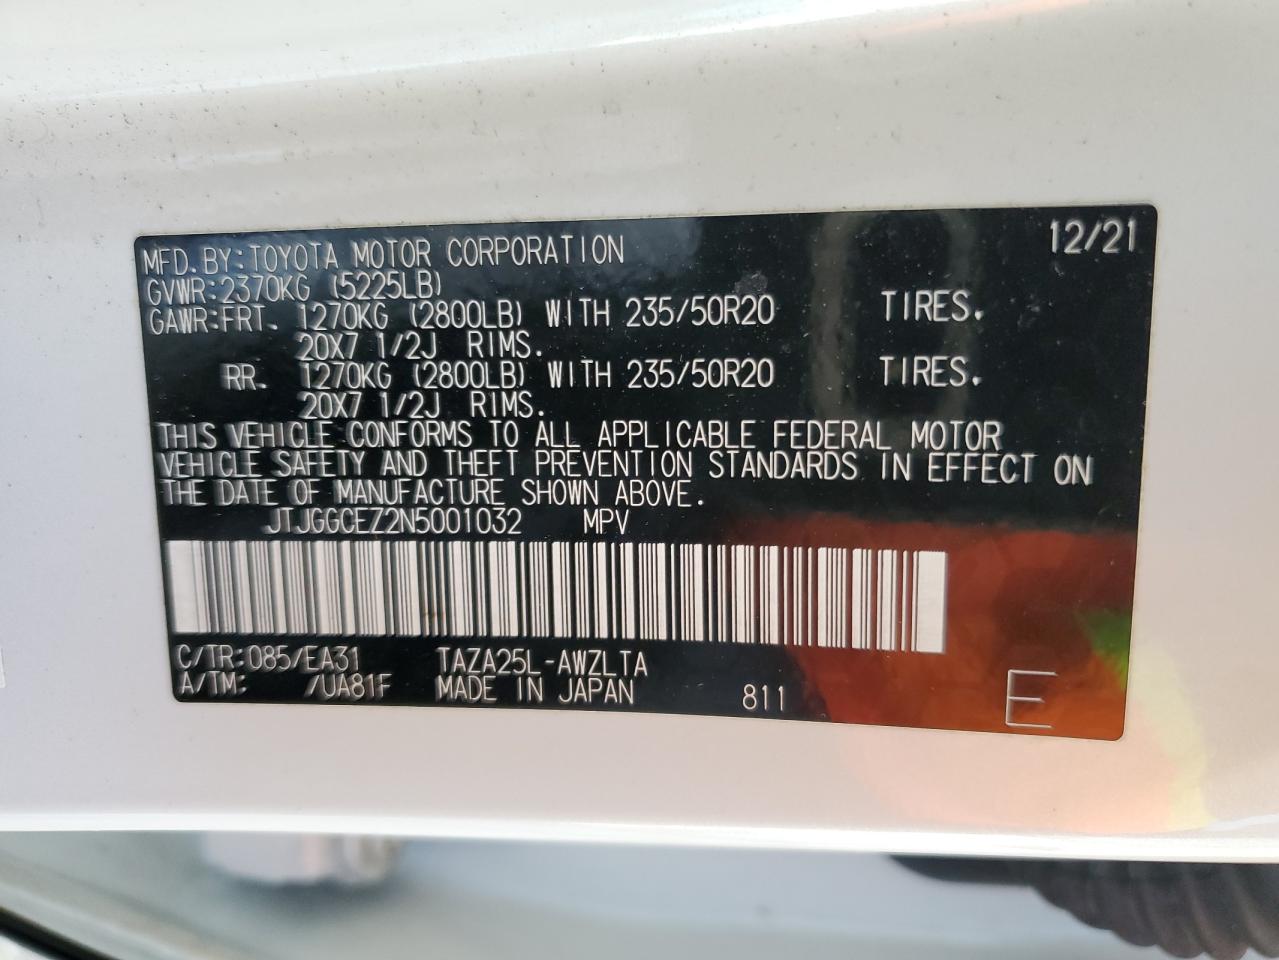 12/21
MFD. BY:TOYOTA MOTOR CORPORATION
GVWR:2370KG (5225LB)
GAWR:FRT. 1270KG (2800LB) WITH 235/50R20 TIRES.
20X7 1/2J RIMS.
RR. 1270KG (2800LB) WITH 235/50R20 TIRES.
20X7 1/2J RIMS.
THIS VEHICLE CONFORMS TO ALL APPLICABLE FEDERAL MOTOR
VEHICLE SAFETY AND THEFT PREVENTION STANDARDS IN EFFECT ON
THE DATE OF MANUFACTURE SHOWN ABOVE.
JTJGGCEZ2N5001032 MPV
C/TR:085/EA31 TAZA25L-AWZLTA
A/TM: /UA81F MADE IN JAPAN 811 E